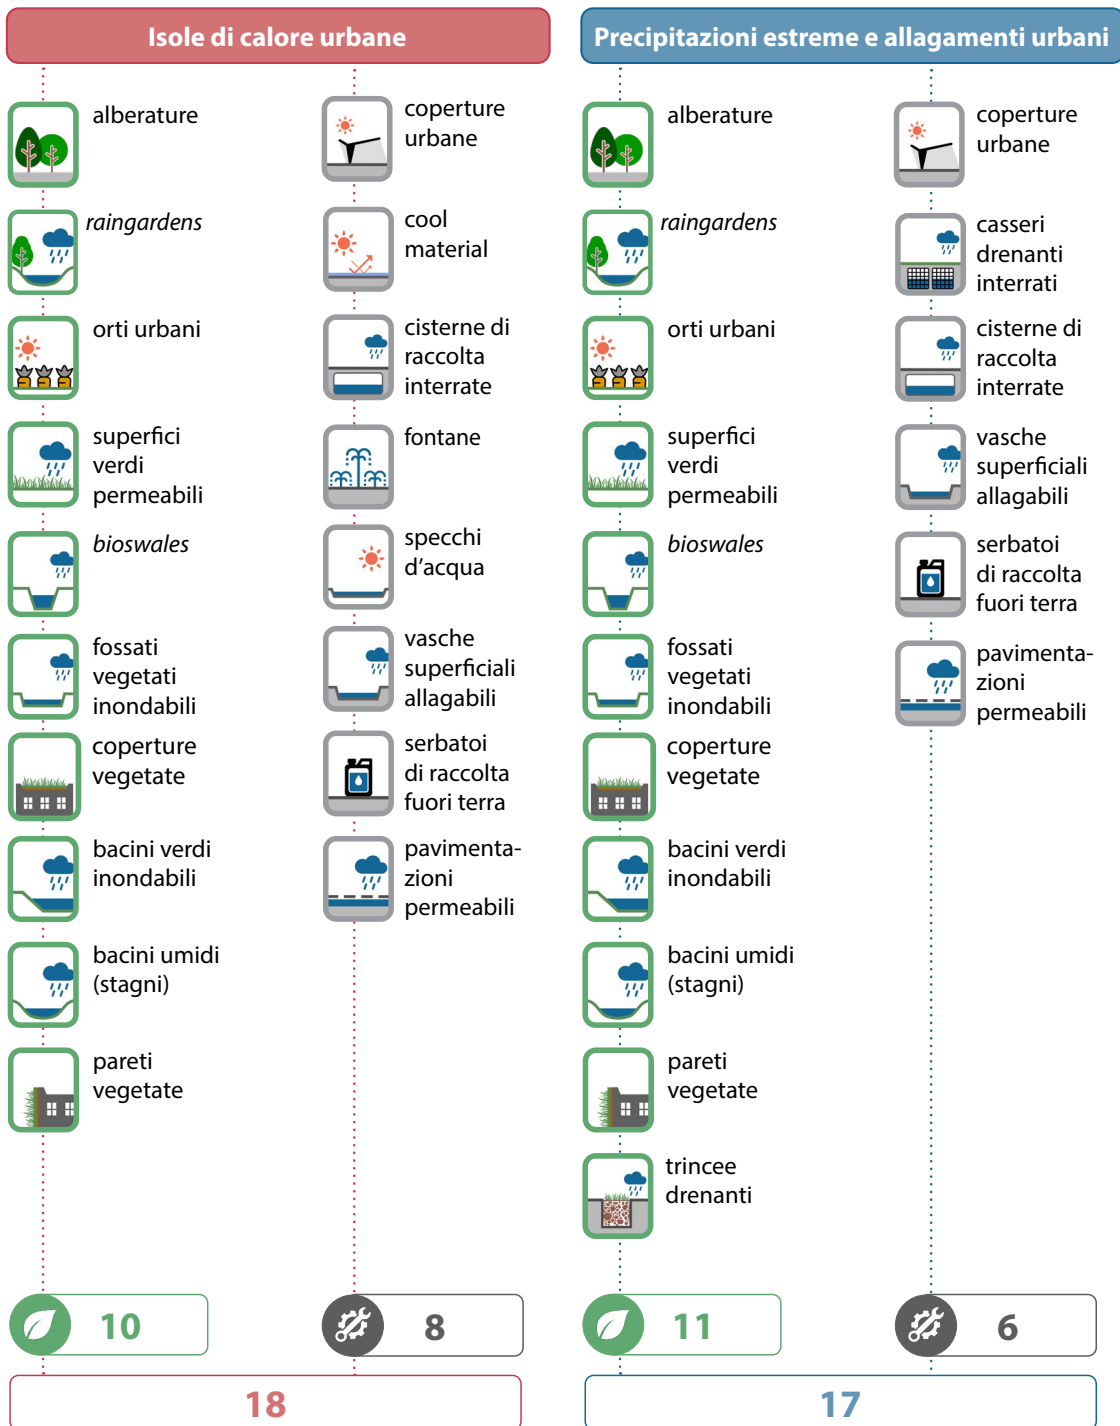 Isole di calore urbane
alberature
raingardens
orti urbani
superfici
verdi
permeabili
bioswales
fossati
vegetati
inondabili
coperture
vegetate
bacini verdi
inondabili
bacini umidi
(stagni)
pareti
vegetate
10
coperture
urbane
cool
material
cisterne di
raccolta
interrate
fontane
specchi
d’acqua
vasche
superficiali
allagabili
serbatoi
di raccolta
fuori terra
pavimenta-
zioni
permeabili
8
18
Precipitazioni estreme e allagamenti urbani
alberature
raingardens
orti urbani
superfici
verdi
permeabili
bioswales
fossati
vegetati
inondabili
coperture
vegetate
bacini verdi
inondabili
bacini umidi
(stagni)
pareti
vegetate
trincee
drenanti
11
coperture
urbane
casseri
drenanti
interrati
cisterne di
raccolta
interrate
vasche
superficiali
allagabili
serbatoi
di raccolta
fuori terra
pavimenta-
zioni
permeabili
6
17